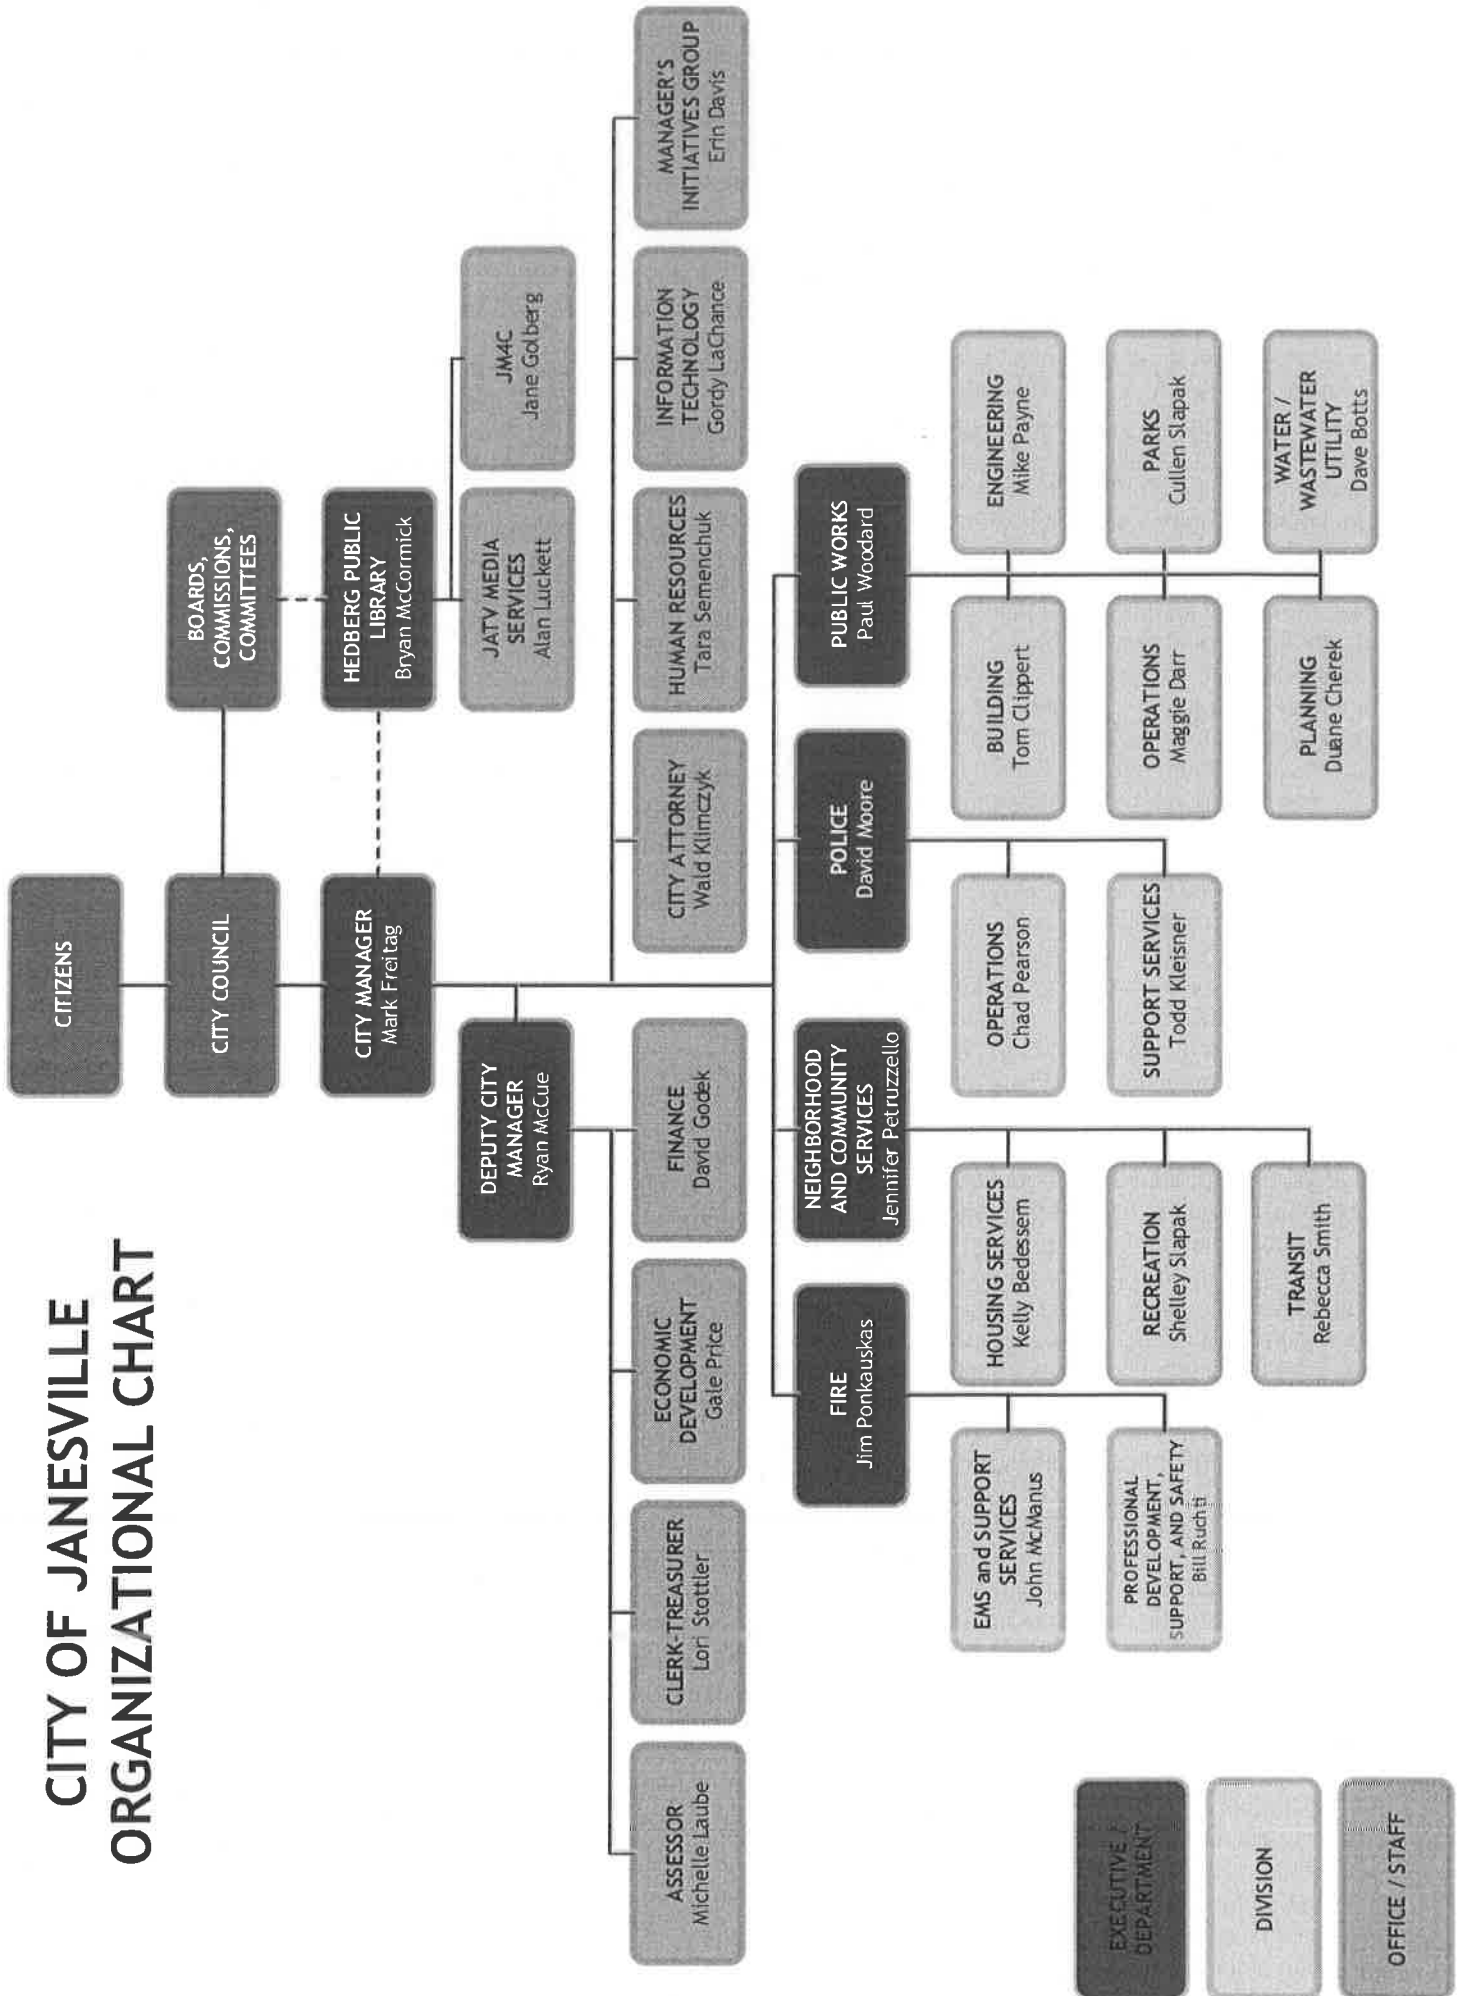 CITY OF JANESVILLE
ORGANIZATIONAL CHART
CITIZENS
CITY COUNCIL
BOARDS,
COMMISSIONS,
COMMITTEES
CITY MANAGER
Mark Freitag
HEDBERG PUBLIC
LIBRARY
Bryan McCormick
DEPUTY CITY
MANAGER
Ryan McCue
JATV MEDIA
SERVICES
Alan Luckett
JM4C
Jane Golberg
ASSESSOR
Michelle Laube
CLERK-TREASURER
Lori Stottler
ECONOMIC
DEVELOPMENT
Gale Price
FINANCE
David Godek
CITY ATTORNEY
Wald Klimczyk
HUMAN RESOURCES
Tara Semenchuk
INFORMATION
TECHNOLOGY
Gordy LaChance
MANAGER'S
INITIATIVES GROUP
Erin Davis
FIRE
Jim Ponkauskas
NEIGHBORHOOD
AND COMMUNITY
SERVICES
Jennifer Petruzzello
POLICE
David Moore
PUBLIC WORKS
Paul Woodard
EMS and SUPPORT
SERVICES
John McManus
HOUSING SERVICES
Kelly Bedessem
OPERATIONS
Chad Pearson
BUILDING
Tom Clippert
ENGINEERING
Mike Payne
PROFESSIONAL
DEVELOPMENT,
SUPPORT, AND SAFETY
Bill Ruchti
RECREATION
Shelley Slapak
SUPPORT SERVICES
Todd Kleisner
OPERATIONS
Maggie Darr
PARKS
Cullen Slapak
TRANSIT
Rebecca Smith
PLANNING
Duane Cherek
WATER /
WASTEWATER
UTILITY
Dave Botts
EXECUTIVE /
DEPARTMENT
DIVISION
OFFICE / STAFF